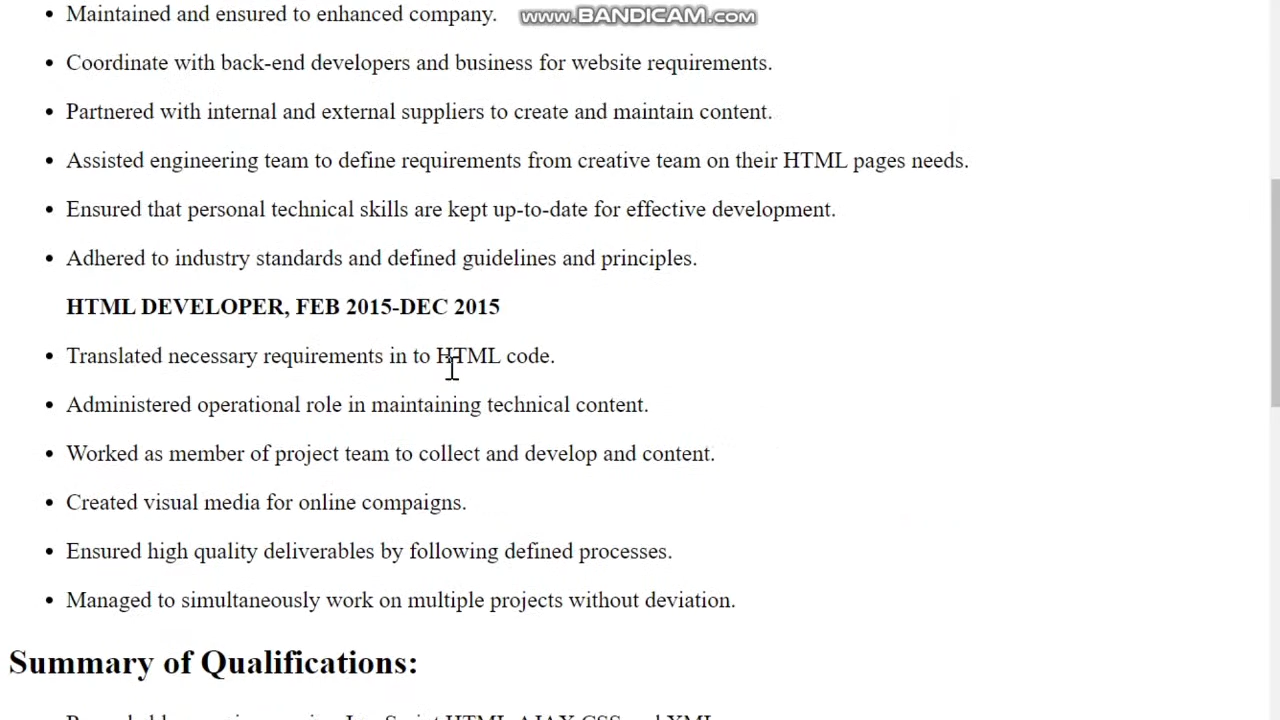 Maintained and ensured to enhanced company.
www.BANDICAM.com
Coordinate with back-end developers and business for website requirements.
Partnered with internal and external suppliers to create and maintain content.
Assisted engineering team to define requirements from creative team on their HTML pages needs.
Ensured that personal technical skills are kept up-to-date for effective development.
Adhered to industry standards and defined guidelines and principles.
HTML DEVELOPER, FEB 2015-DEC 2015
Translated necessary requirements in to HTML code.
Administered operational role in maintaining technical content.
Worked as member of project team to collect and develop and content.
Created visual media for online compaigns.
Ensured high quality deliverables by following defined processes.
Managed to simultaneously work on multiple projects without deviation.
Summary of Qualifications: